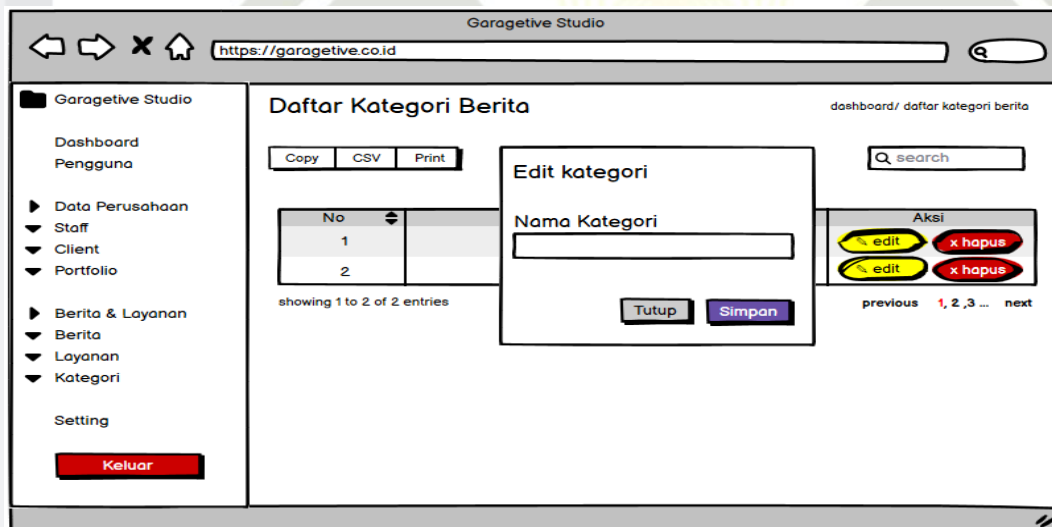 Garagetive Studio
https://garagetive.co.id
Garagetive Studio
Dashboard
Pengguna
Data Perusahaan
Staff
Client
Portfolio
Berita & Layanan
Berita
Layanan
Kategori
Setting
Keluar
Daftar Kategori Berita
dashboard/ daftar kategori berita
Copy CSV Print
search
No Aksi
1 edit x hapus
2 edit x hapus
showing 1 to 2 of 2 entries
previous 1, 2 ,3 ... next
Edit kategori
Nama Kategori
Tutup Simpan